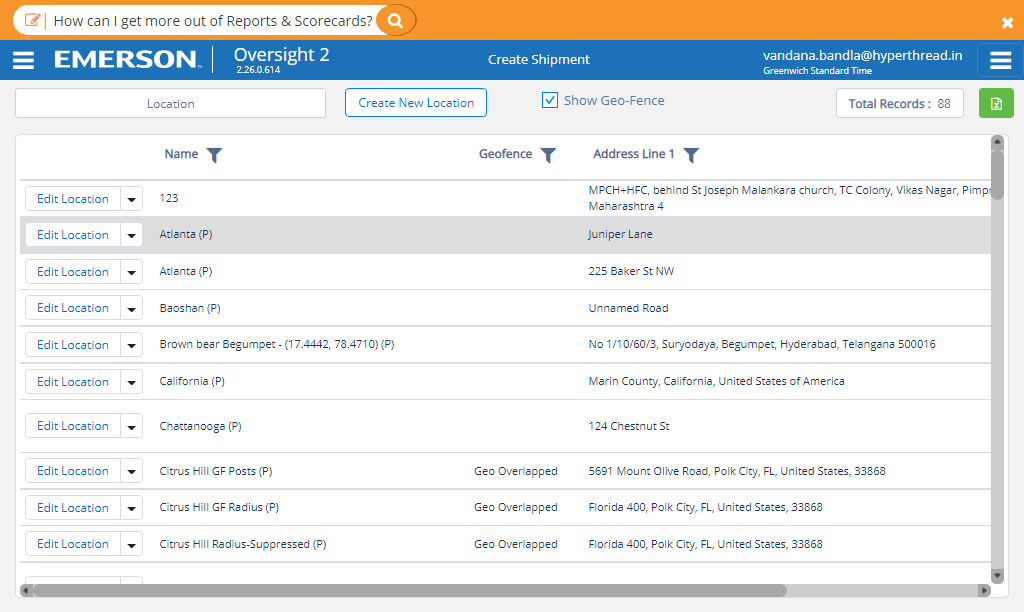 How can I get more out of Reports & Scorecards?
EMERSON
Oversight 2
2.26.0.614
Create Shipment
vandana.bandla@hyperthread.in
Greenwich Standard Time
Location
Create New Location
Show Geo-Fence
Total Records : 88
Name Geofence Address Line 1
Edit Location 123 MPCH+HFC, behind St Joseph Malankara church, TC Colony, Vikas Nagar,
Maharashtra 4
Edit Location Atlanta (P) Juniper Lane
Edit Location Atlanta (P) 225 Baker St NW
Edit Location Baoshan (P) Unnamed Road
Edit Location Brown bear Begumpet - (17.4442, 78.4710) (P) No 1/10/60/3, Suryodaya, Begumpet, Hyderabad, Telangana 500016
Edit Location California (P) Marin County, California, United States of America
Edit Location Chattanooga (P) 124 Chestnut St
Edit Location Citrus Hill GF Posts (P) Geo Overlapped 5691 Mount Olive Road, Polk City, FL, United States, 33868
Edit Location Citrus Hill GF Radius (P) Geo Overlapped Florida 400, Polk City, FL, United States, 33868
Edit Location Citrus Hill Radius-Suppressed (P) Geo Overlapped Florida 400, Polk City, FL, United States, 33868